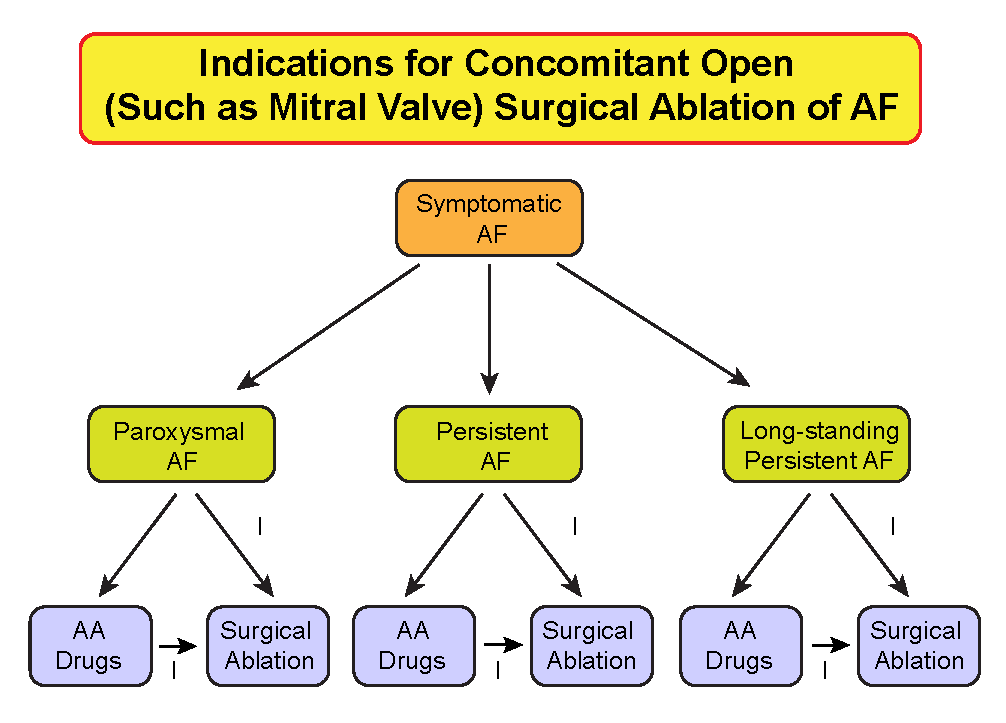 Indications for Concomitant Open
(Such as Mitral Valve) Surgical Ablation of AF
Symptomatic
AF
Paroxysmal
AF
Persistent
AF
Long-standing
Persistent AF
I
I
I
AA
Drugs
I
Surgical
Ablation
AA
Drugs
I
Surgical
Ablation
AA
Drugs
I
Surgical
Ablation